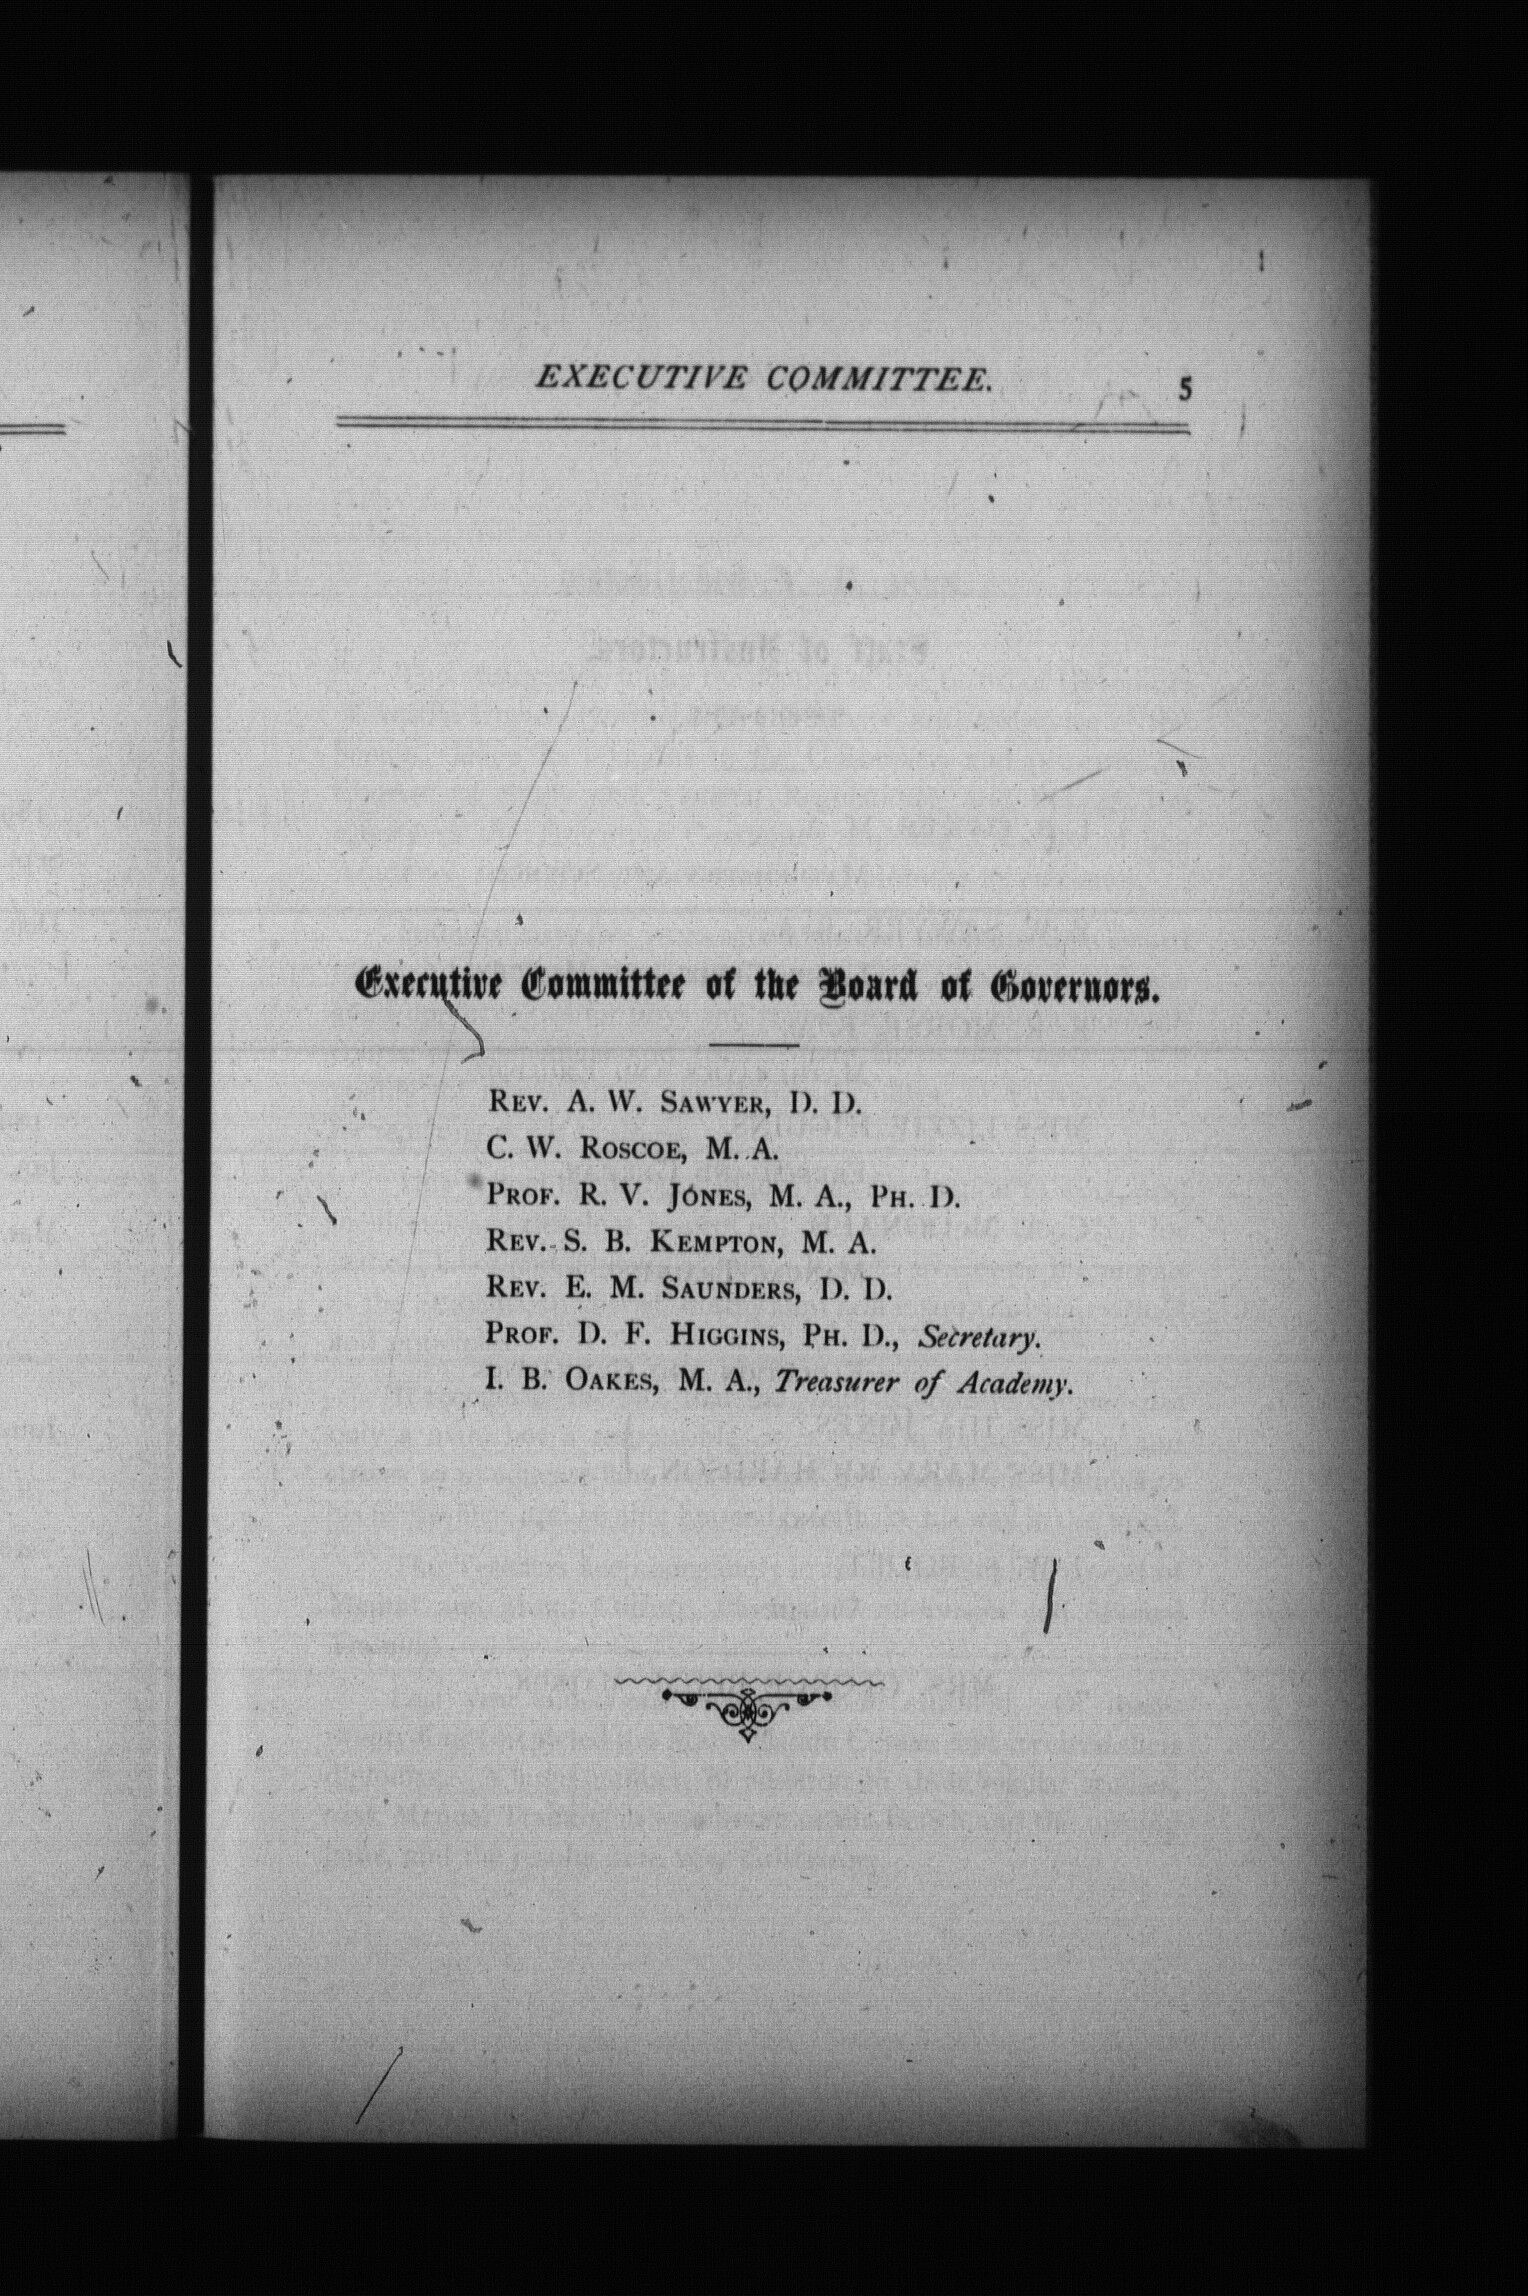 EXECUTIVE COMMITTEE. 5
Executive Committee of the Board of Governors.
REV. A. W. SAWYER, D. D.
C. W. ROSCOE, M. A.
PROF. R. V. JONES, M. A., PH. D.
REV. S. B. KEMPTON, M. A.
REV. E. M. SAUNDERS, D. D.
PROF. D. F. HIGGINS, PH. D., Secretary.
I. B. OAKES, M. A., Treasurer of Academy.